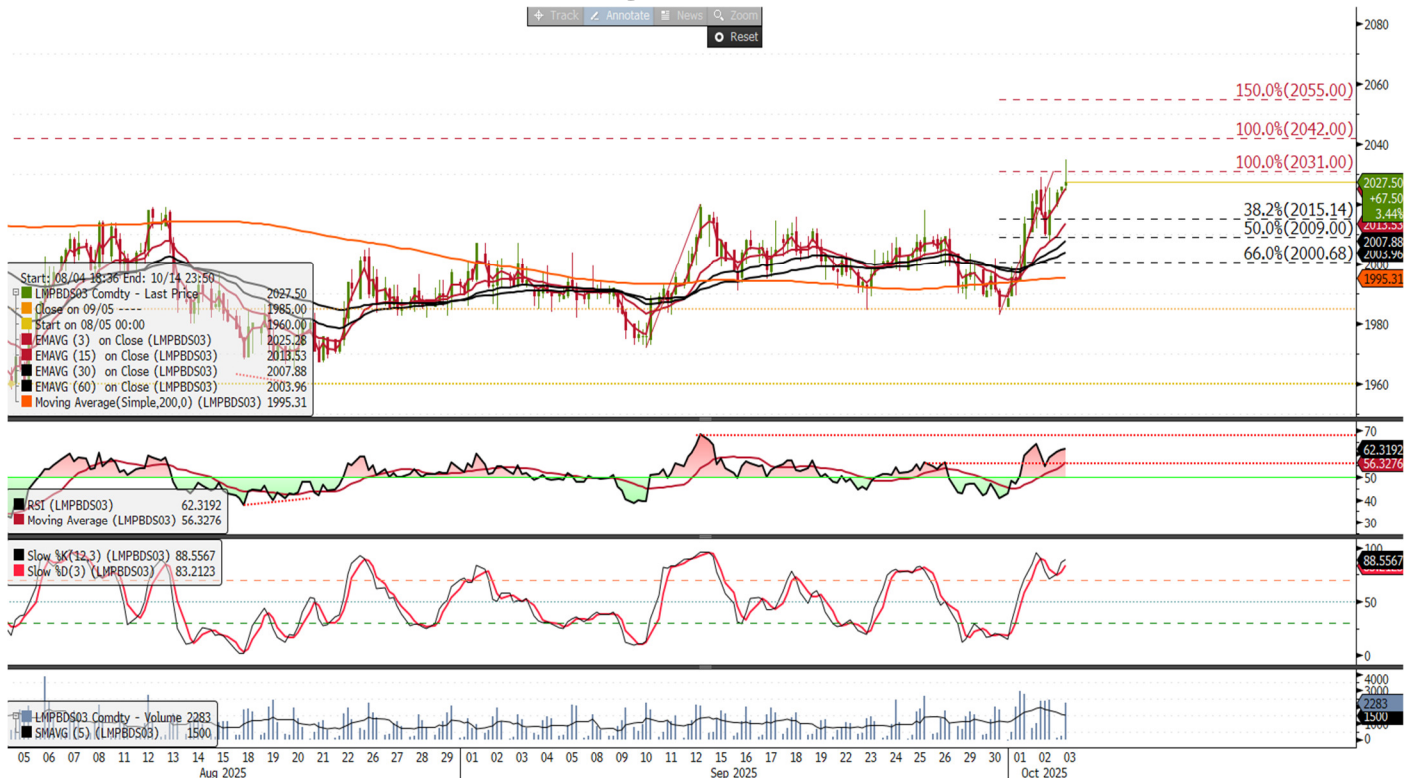 Track Annotate News Zoom
Reset
2080
2060
2040
2000
1980
1960
150.0%(2055.00)
100.0%(2042.00)
100.0%(2031.00)
38.2%(2015.14)
50.0%(2009.00)
66.0%(2000.68)
2027.50
+67.50
3.44%
2013.53
2007.88
2003.96
1995.31
Start: 08/04 18:36 End: 10/14 23:50
LMPBDS03 Comdty - Last Price 2027.50
Close on 09/05 ---- 1985.00
Start on 08/05 00:00 1960.00
EMAVG (3) on Close (LMPBDS03) 2025.28
EMAVG (15) on Close (LMPBDS03) 2013.53
EMAVG (30) on Close (LMPBDS03) 2007.88
EMAVG (60) on Close (LMPBDS03) 2003.96
Moving Average(Simple,200,0) (LMPBDS03) 1995.31
70
62.3192
56.3276
50
40
30
RSI (LMPBDS03) 62.3192
Moving Average (LMPBDS03) 56.3276
Slow %K(12,3) (LMPBDS03) 88.5567
Slow %D(3) (LMPBDS03) 83.2123
100
88.5567
50
0
LMPBDS03 Comdty - Volume 2283
SMAVG (5) (LMPBDS03) 1500
4000
3000
2283
1500
1000
0
05 06 07 08 11 12 13 14 15 18 19 20 21 22 26 27 28 29 01 02 03 04 05 08 09 10 11 12 15 16 17 18 19 22 23 24 25 26 29 30 01 02 03
Aug 2025 Sep 2025 Oct 2025